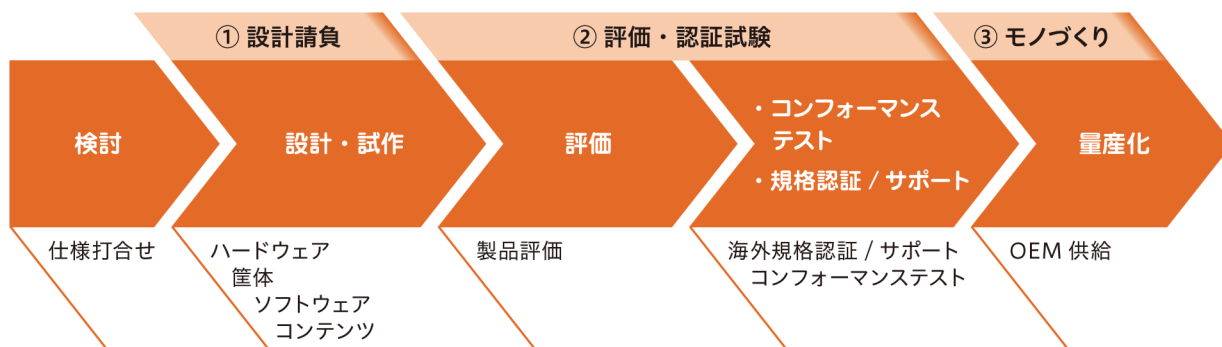 ① 設計請負
② 評価・認証試験
③ モノづくり
検討
設計・試作
評価
・コンフォーマンス
テスト
・規格認証 / サポート
量産化
仕様打合せ
ハードウェア
筐体
ソフトウェア
コンテンツ
製品評価
海外規格認証 / サポート
コンフォーマンステスト
OEM 供給